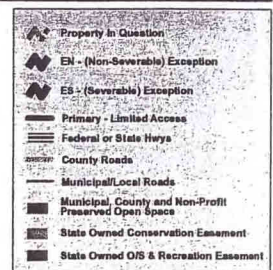 Property In Question
EN - (Non-Severable) Exception
ES - (Severable) Exception
Primary - Limited Access
Federal or State Hwys
County Roads
Municipal/Local Roads
Municipal, County and Non-Profit
Preserved Open Space
State Owned Conservation Easement
State Owned O/S & Recreation Easement